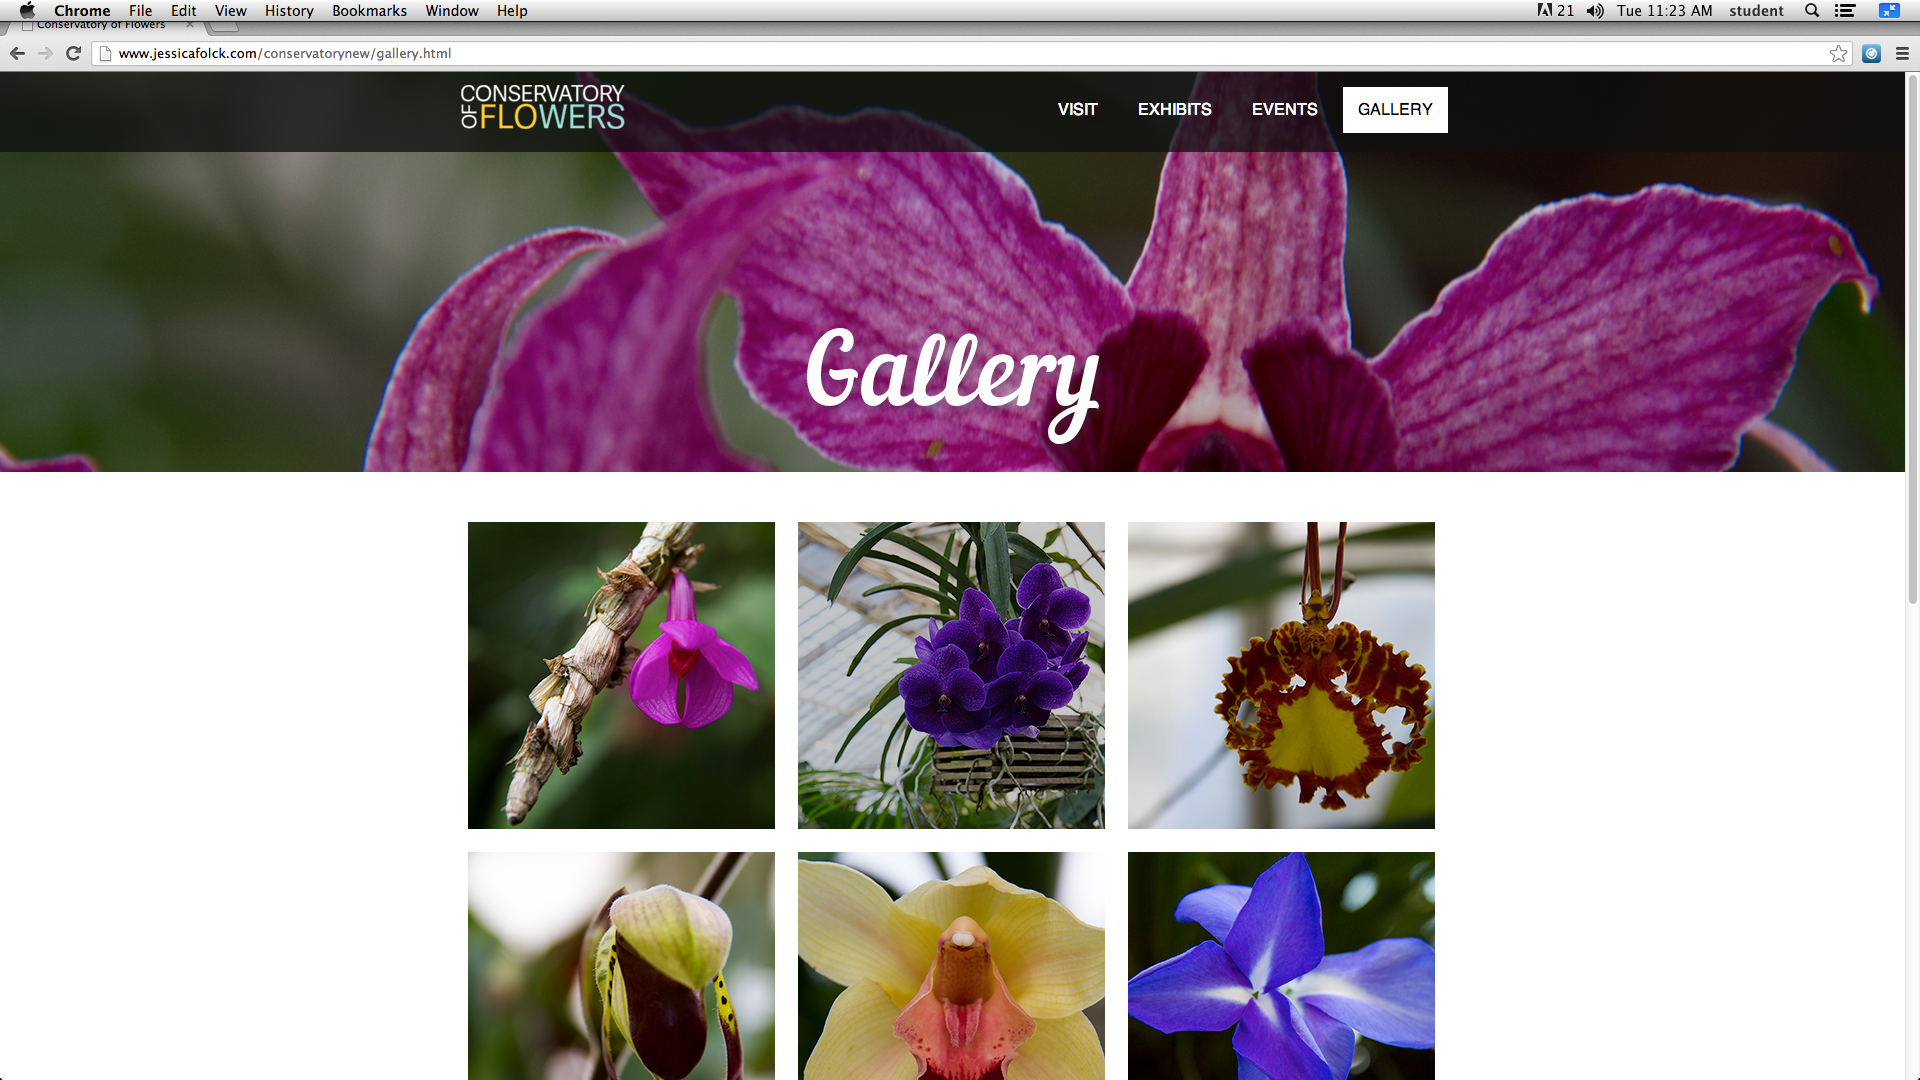 Chrome File Edit View History Bookmarks Window Help 21 Tue 11:23 AM student
Conservatory of Flowers
www.jessicafolck.com/conservatorynew/gallery.html
CONSERVATORY
OF FLOWERS
VISIT EXHIBITS EVENTS GALLERY
Gallery